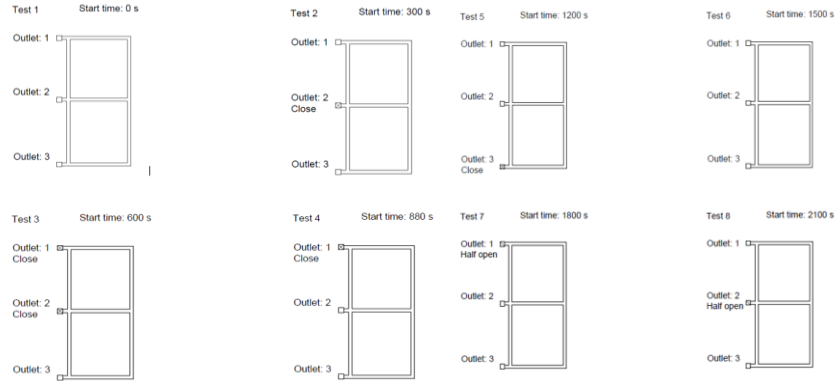 Test 1 Start time: 0 s
Outlet: 1
Outlet: 2
Outlet: 3
Test 2 Start time: 300 s
Outlet: 1
Outlet: 2
Close
Outlet: 3
Test 5 Start time: 1200 s
Outlet: 1
Outlet: 2
Outlet: 3
Close
Test 6 Start time: 1500 s
Outlet: 1
Outlet: 2
Outlet: 3
Test 3 Start time: 600 s
Outlet: 1
Close
Outlet: 2
Close
Outlet: 3
Test 4 Start time: 880 s
Outlet: 1
Close
Outlet: 2
Outlet: 3
Test 7 Start time: 1800 s
Outlet: 1
Half open
Outlet: 2
Outlet: 3
Test 8 Start time: 2100 s
Outlet: 1
Outlet: 2
Half open
Outlet: 3